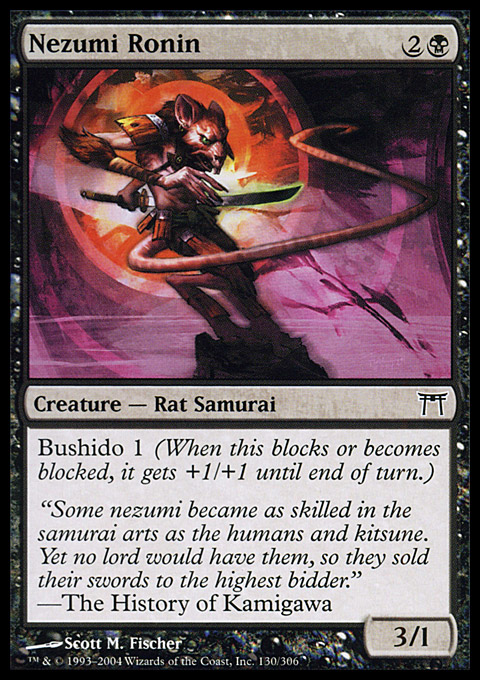 Nezumi Ronin 2
Creature — Rat Samurai
Bushido 1 (When this blocks or becomes
blocked, it gets +1/+1 until end of turn.)
“Some nezumi became as skilled in the
samurai arts as the humans and kitsune.
Yet no lord would have them, so they sold
their swords to the highest bidder.”
—The History of Kamigawa
Scott M. Fischer
3/1
™ & © 1993–2004 Wizards of the Coast, Inc. 130/306